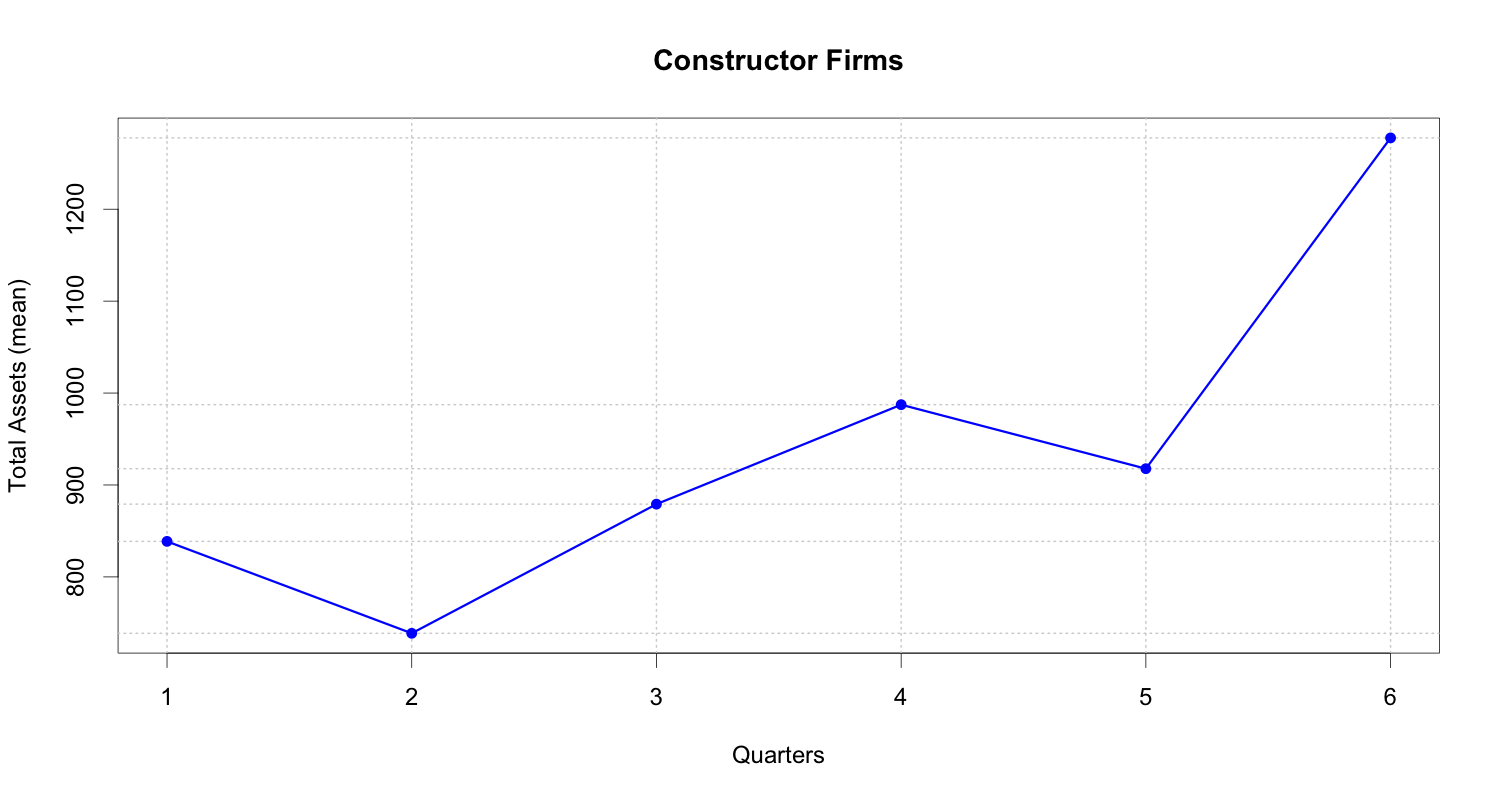 Constructor Firms
Total Assets (mean)
1200
1100
1000
900
800
1 2 3 4 5 6
Quarters